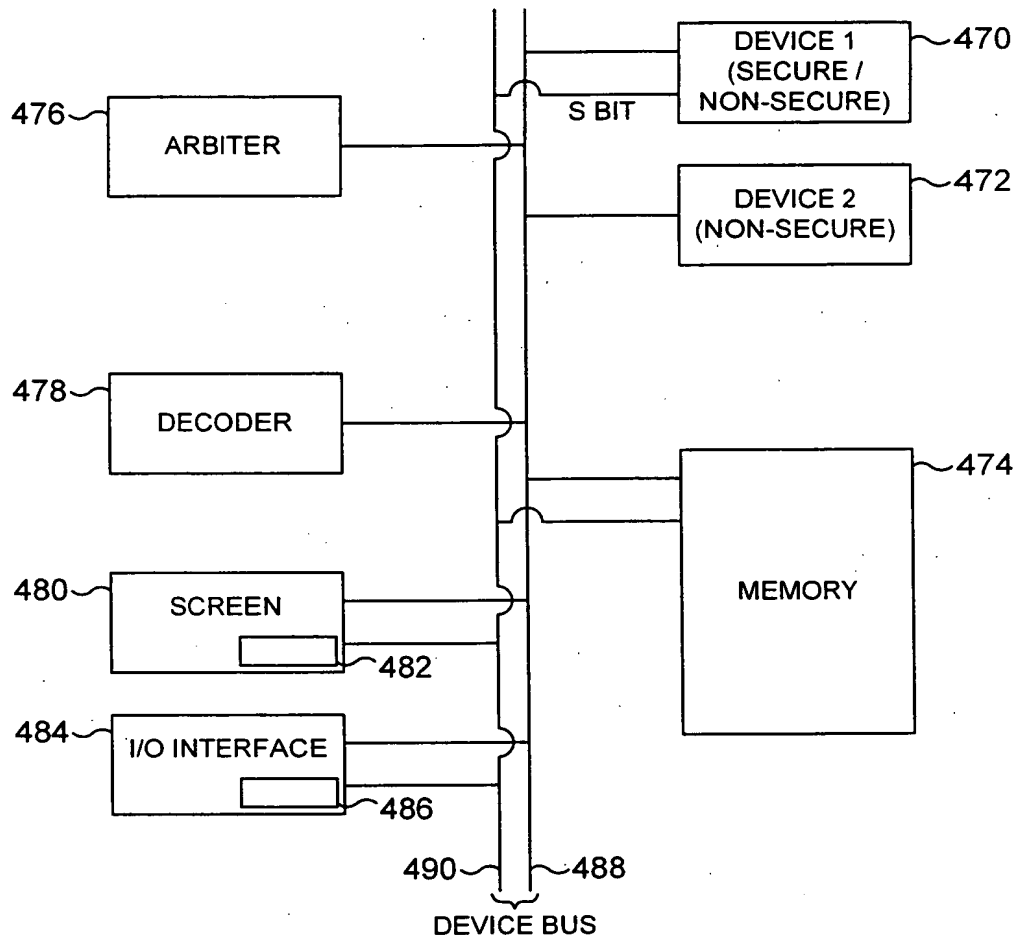 DEVICE 1
(SECURE /
NON-SECURE)
470
S BIT
476
ARBITER
DEVICE 2
(NON-SECURE)
472
478
DECODER
474
MEMORY
480
SCREEN
482
484
I/O INTERFACE
486
490
488
DEVICE BUS